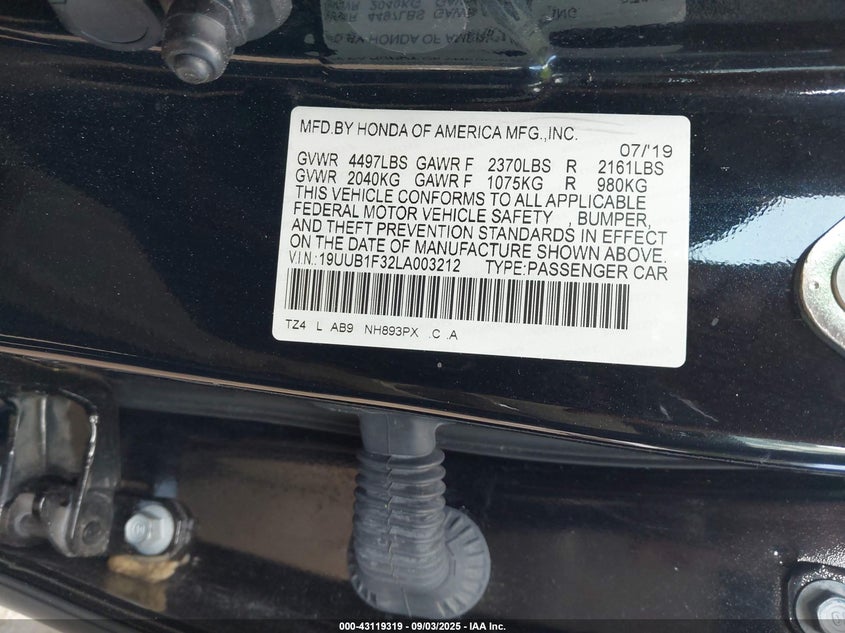 MFD.BY HONDA OF AMERICA MFG.,INC.
07/'19
GVWR 4497LBS GAWR F 2370LBS R 2161LBS
GVWR 2040KG GAWR F 1075KG R 980KG
THIS VEHICLE CONFORMS TO ALL APPLICABLE
FEDERAL MOTOR VEHICLE SAFETY , BUMPER,
AND THEFT PREVENTION STANDARDS IN EFFECT
ON THE DATE OF MANUFACTURE SHOWN ABOVE.
V.I.N.:19UUB1F32LA003212 TYPE:PASSENGER CAR
TZ4 L AB9 NH893PX .C .A
000-43119319 - 09/03/2025 - IAA Inc.